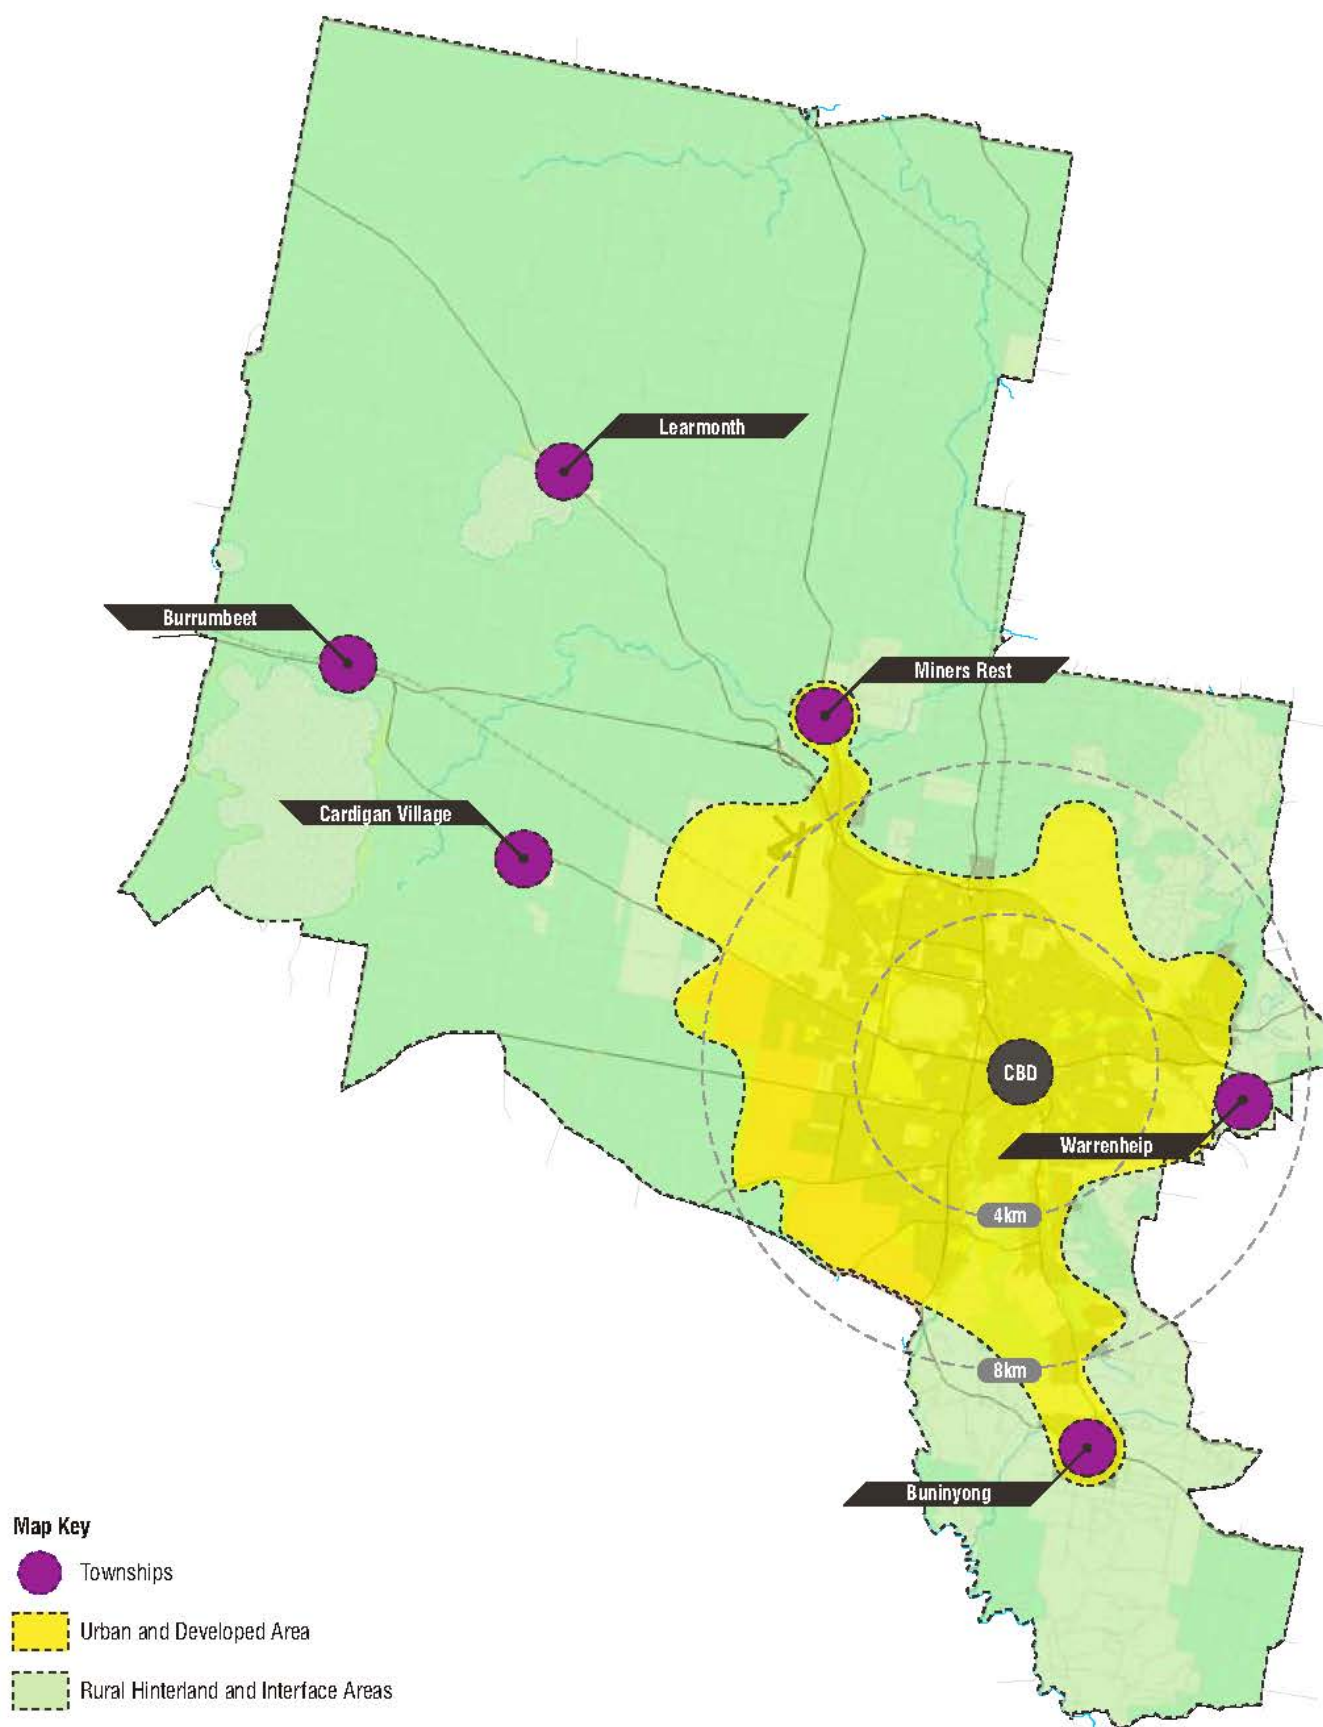 Learmonth
Burrumbeet
Miners Rest
Cardigan Village
CBD
Warrenheip
4km
8km
Buninyong
Map Key
Townships
Urban and Developed Area
Rural Hinterland and Interface Areas